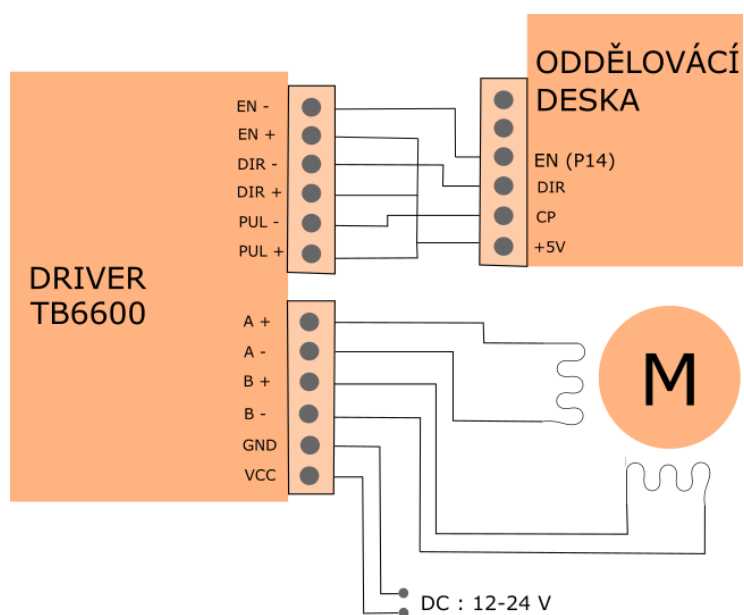 ODDĚLOVÁCÍ
DESKA
EN -
EN +
DIR -
DIR +
PUL -
PUL +
EN (P14)
DIR
CP
+5V
DRIVER
TB6600
A +
A -
B +
B -
GND
VCC
M
DC : 12-24 V